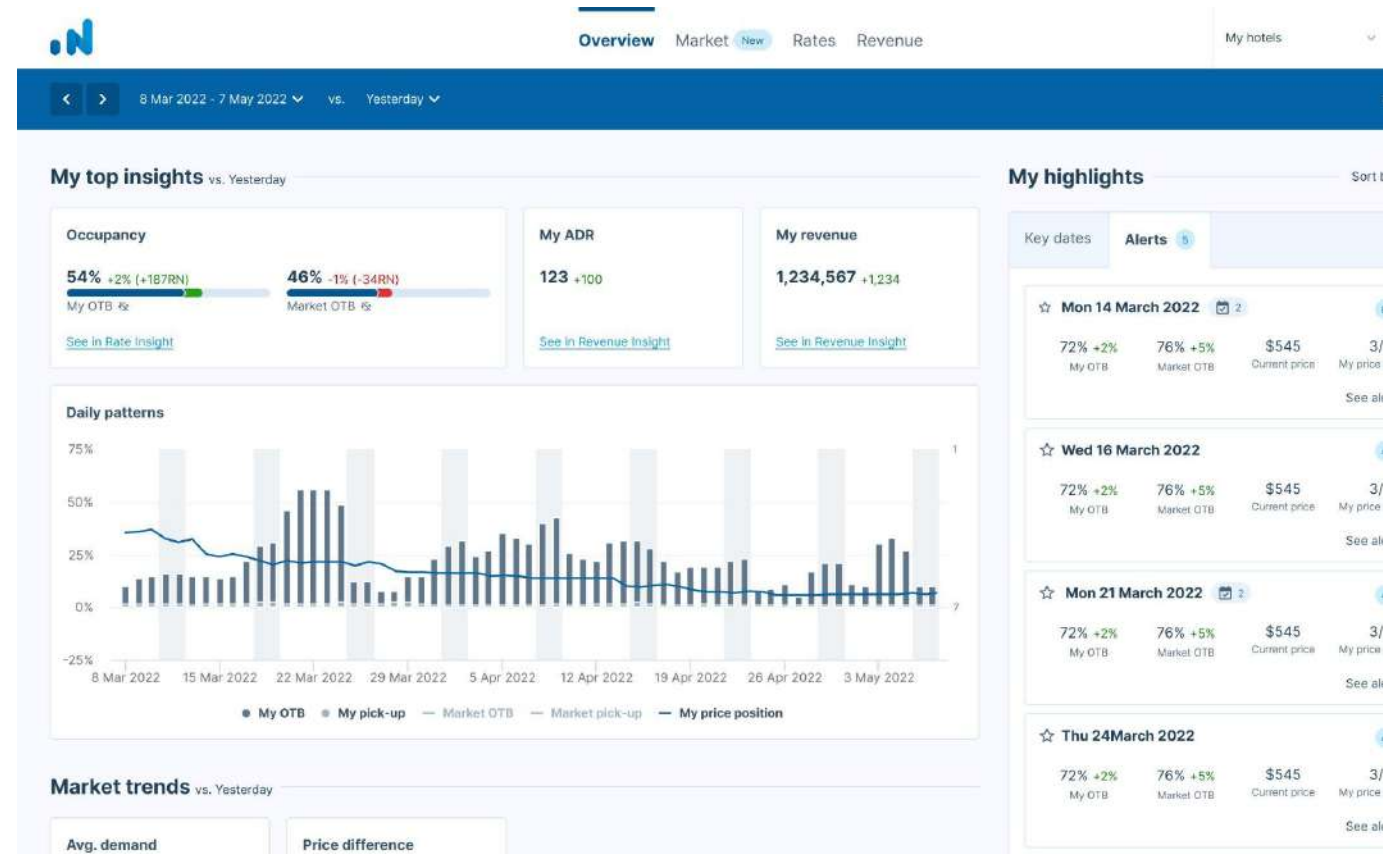 Overview Market New Rates Revenue My hotels
8 Mar 2022 - 7 May 2022 vs. Yesterday
My top insights vs. Yesterday
Occupancy
54% +2% (+187RN) 46% -1% (-34RN)
My OTB Market OTB
See in Rate Insight
My ADR
123 +100
See in Revenue Insight
My revenue
1,234,567 +1,234
See in Revenue Insight
Daily patterns
75% 1
50%
25%
0% 7
-25%
8 Mar 2022 15 Mar 2022 22 Mar 2022 29 Mar 2022 5 Apr 2022 12 Apr 2022 19 Apr 2022 26 Apr 2022 3 May 2022
My OTB My pick-up Market OTB Market pick-up My price position
Market trends vs. Yesterday
Avg. demand Price difference
My highlights Sort
Key dates Alerts 5
Mon 14 March 2022 2
72% +2% 76% +5% $545 3/
My OTB Market OTB Current price My price
See
Wed 16 March 2022
72% +2% 76% +5% $545 3/
My OTB Market OTB Current price My price
See
Mon 21 March 2022 2
72% +2% 76% +5% $545 3/
My OTB Market OTB Current price My price
See
Thu 24March 2022
72% +2% 76% +5% $545 3/
My OTB Market OTB Current price My price
See